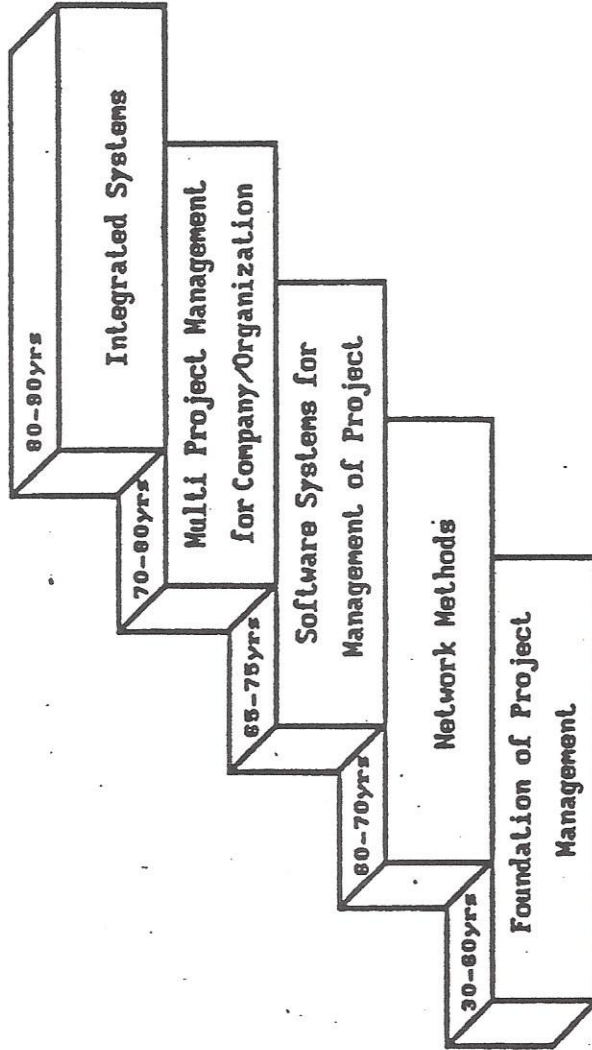 80-90yrs
Integrated Systems
70-80yrs
Multi Project Management
for Company/Organization
65-75yrs
Software Systems for
Management of Project
60-70yrs
Network Methods
30-60yrs
Foundation of Project
Management